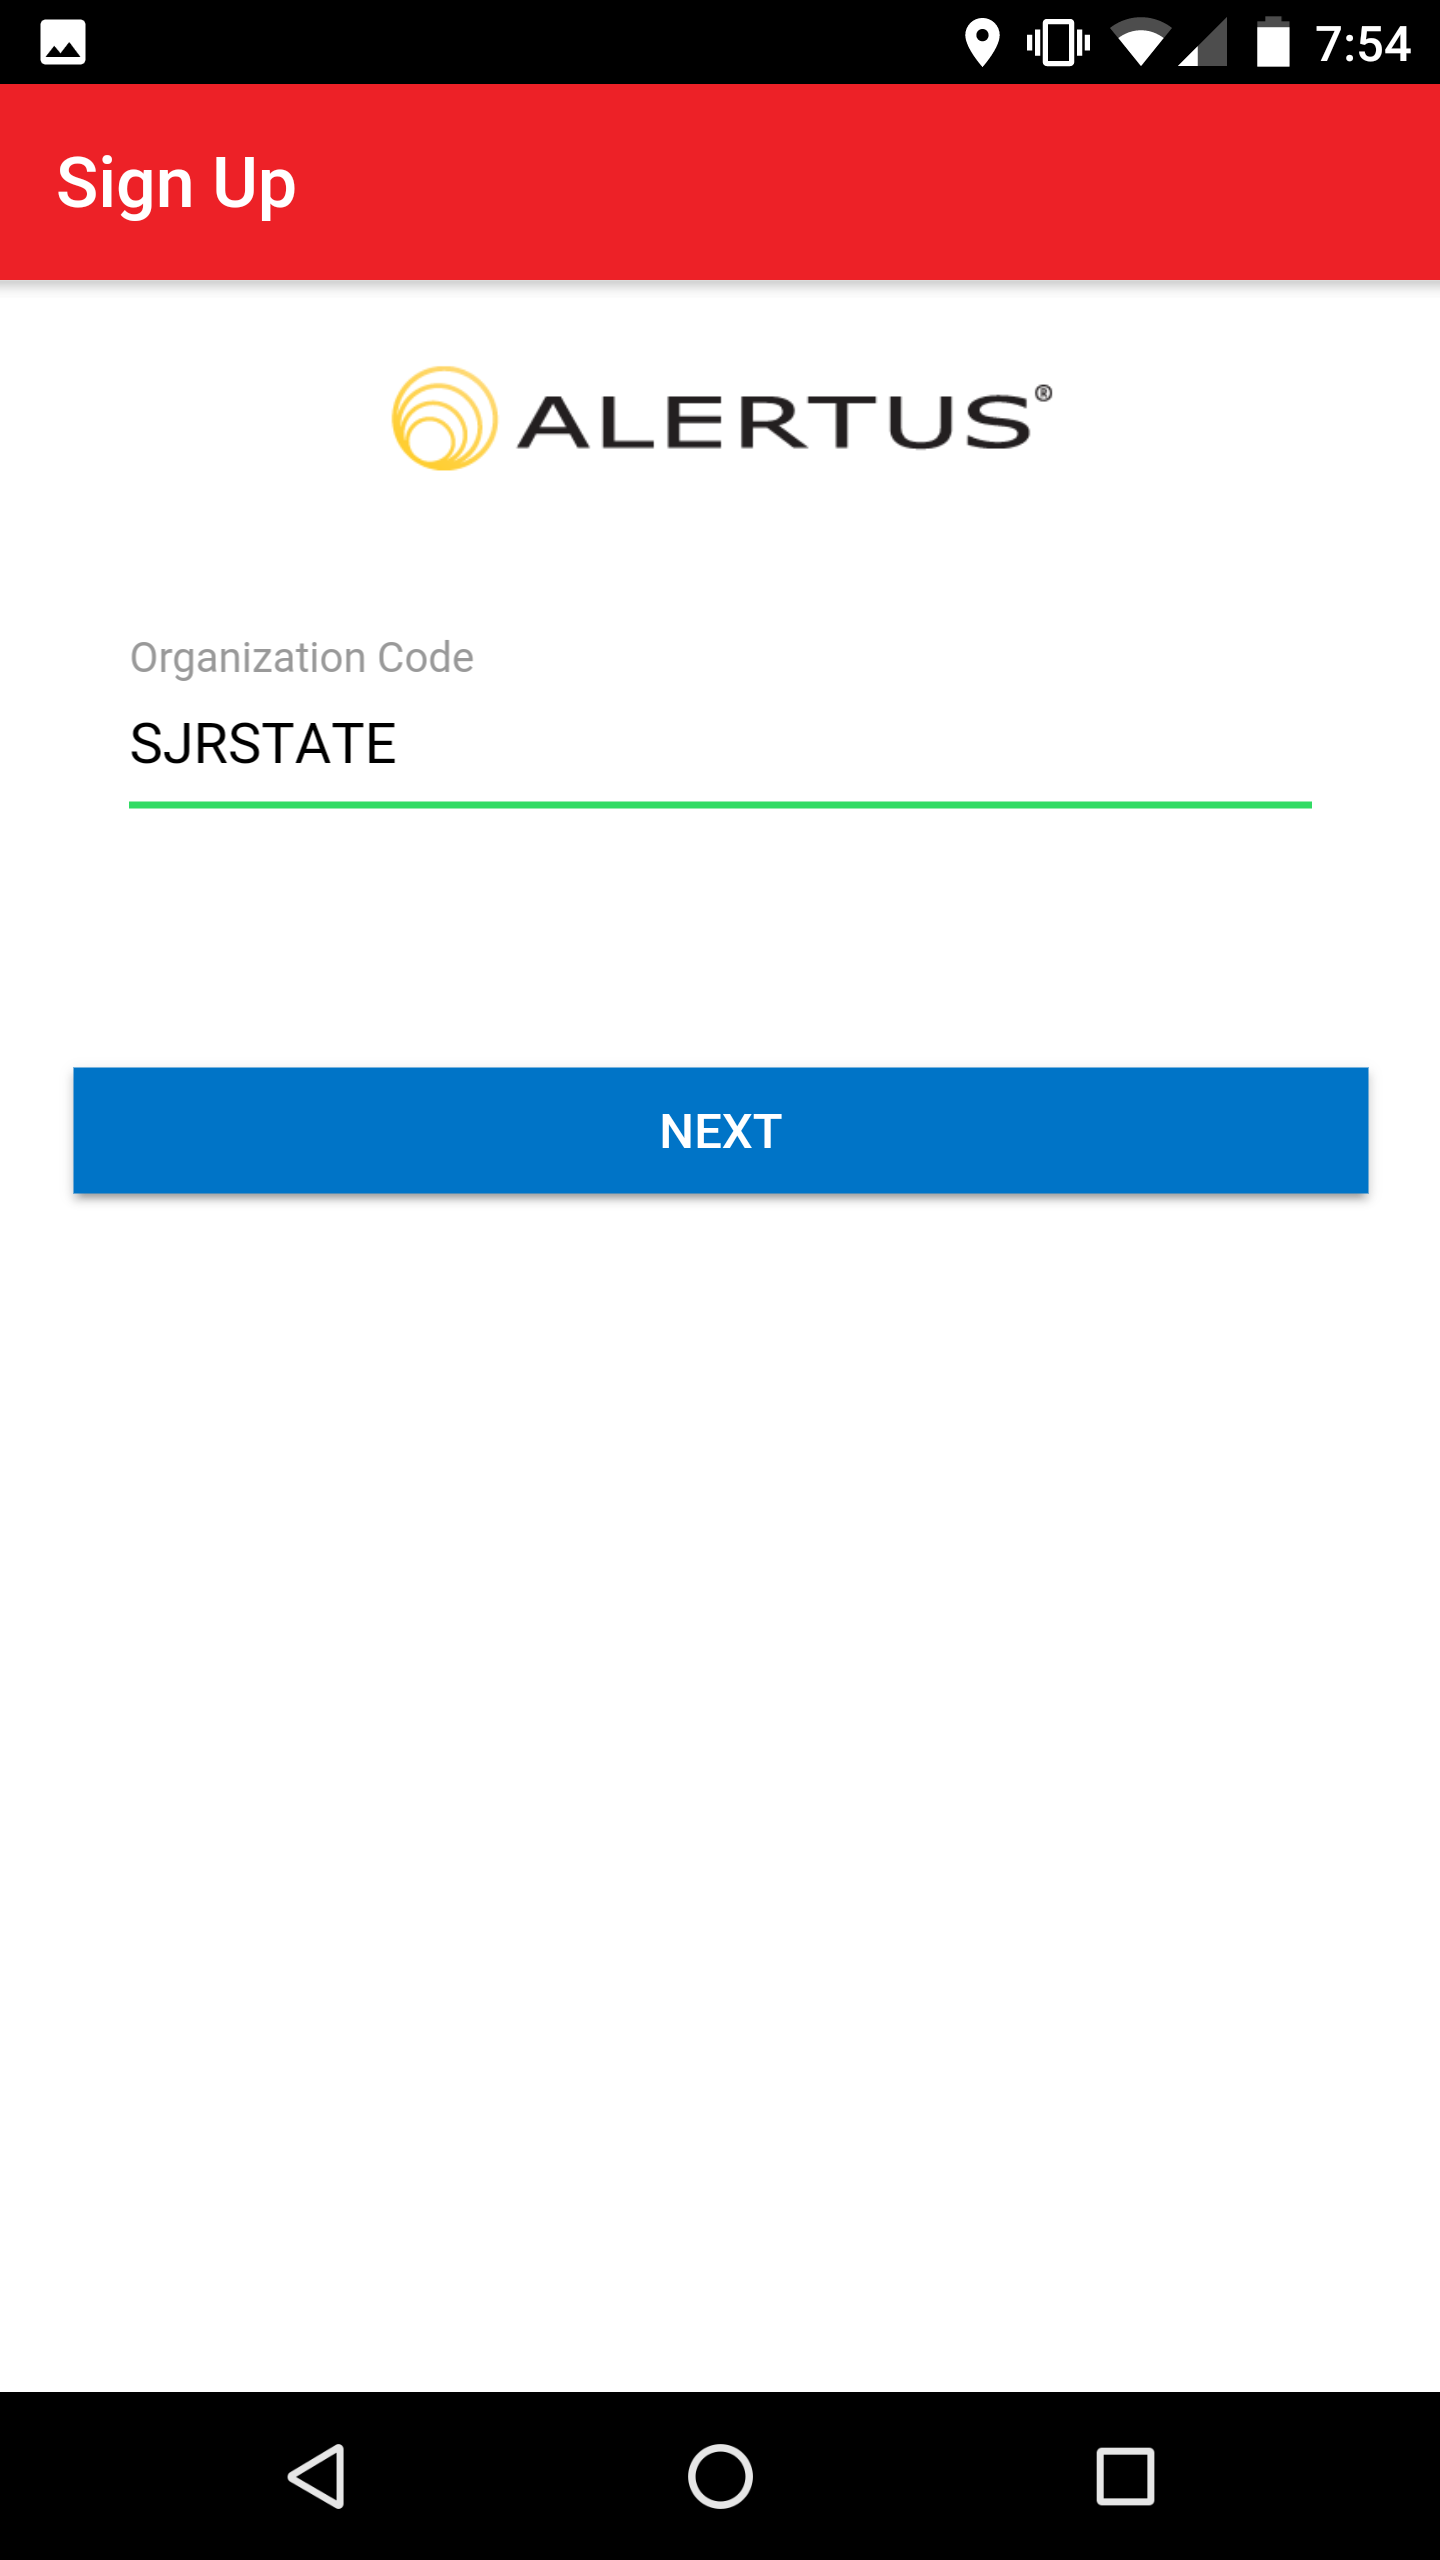 7:54
Sign Up
ALERTUS®
Organization Code
SJRSTATE
NEXT